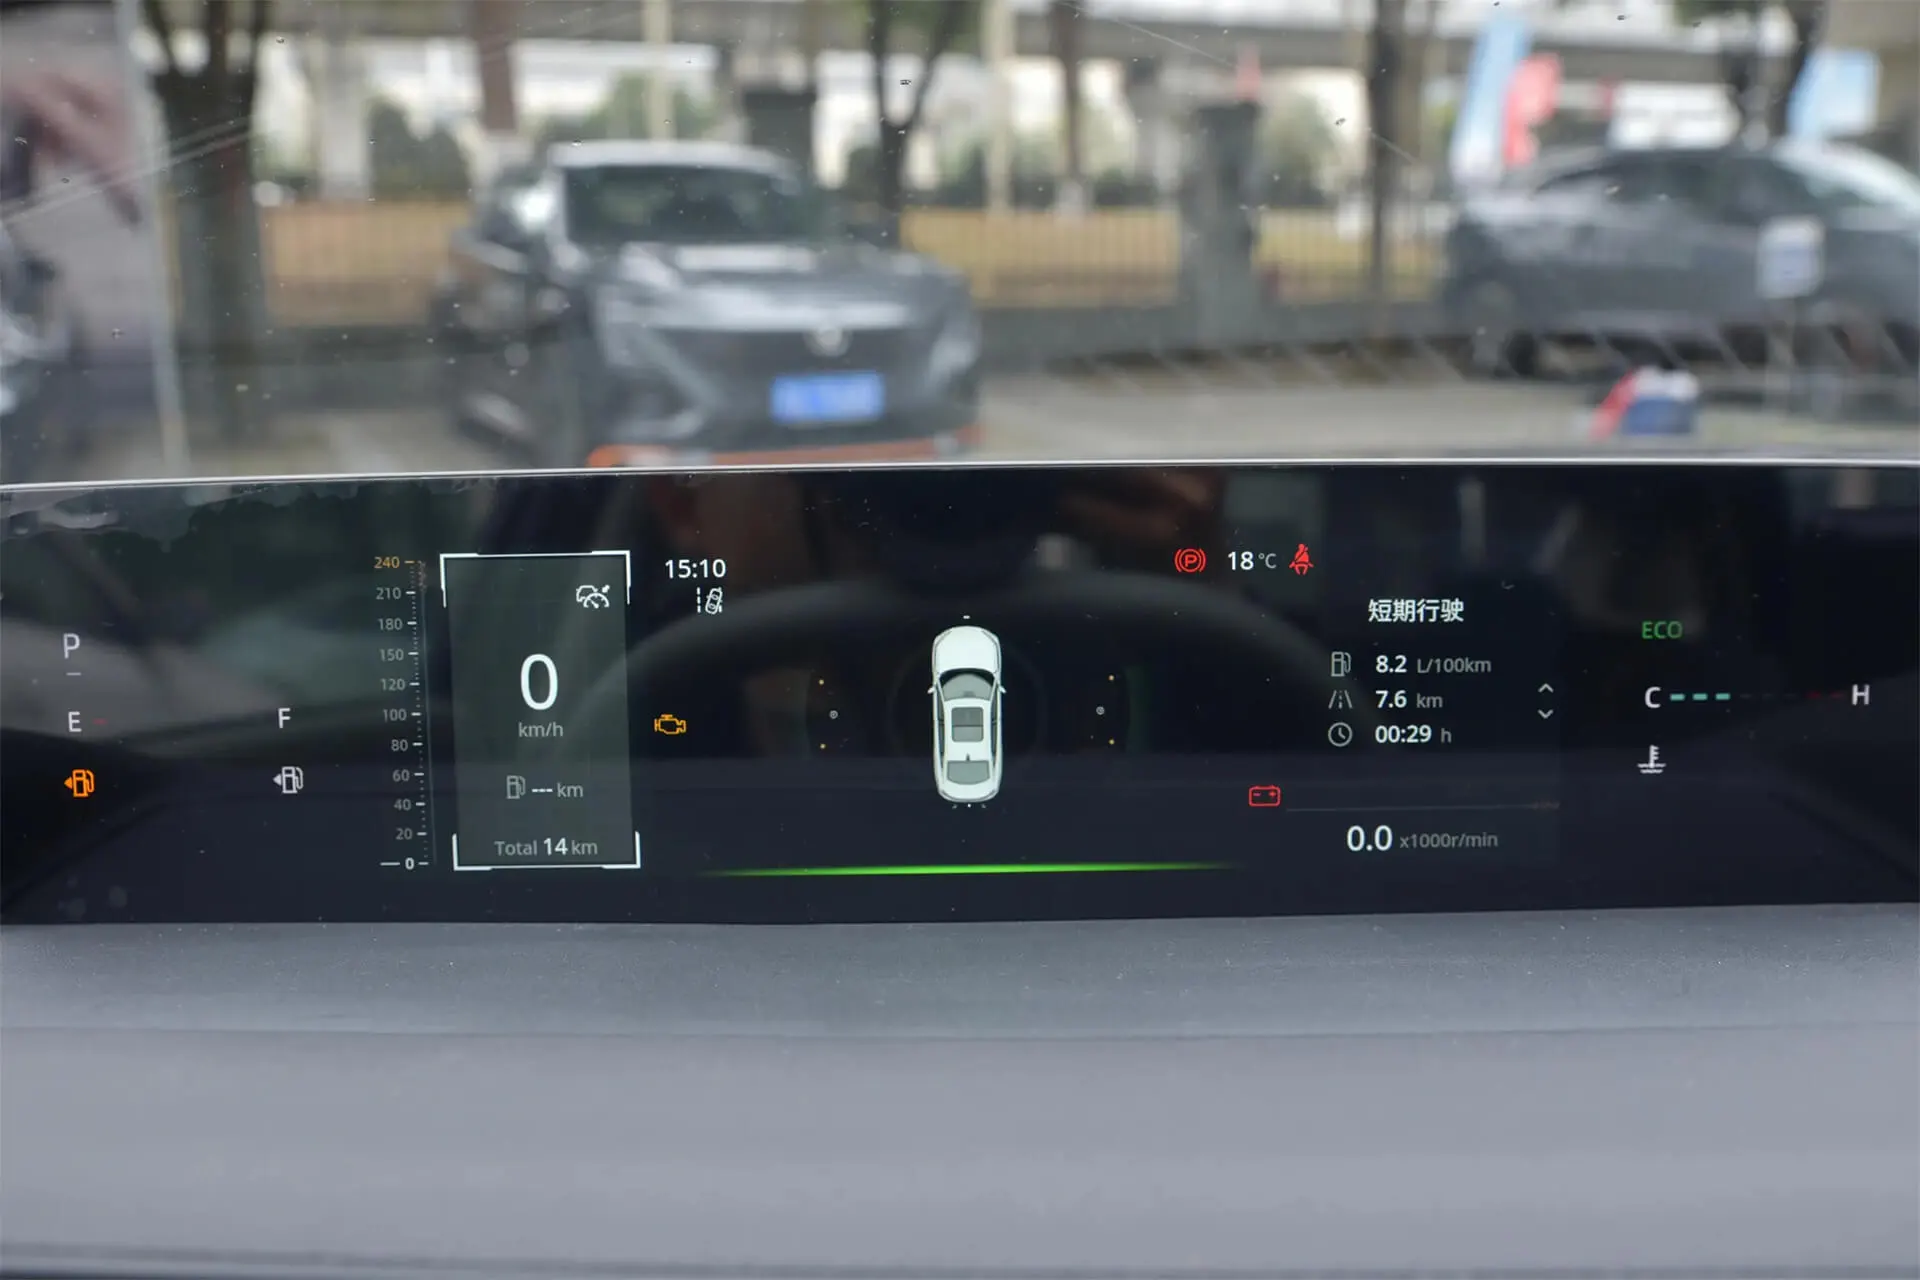 P
E
F
240
210
180
150
120
100
80
60
40
20
0
0
km/h
--- km
Total 14 km
15:10
P
18 °C
短期行驶
8.2 L/100km
7.6 km
00:29 h
0.0 x1000r/min
ECO
C
H